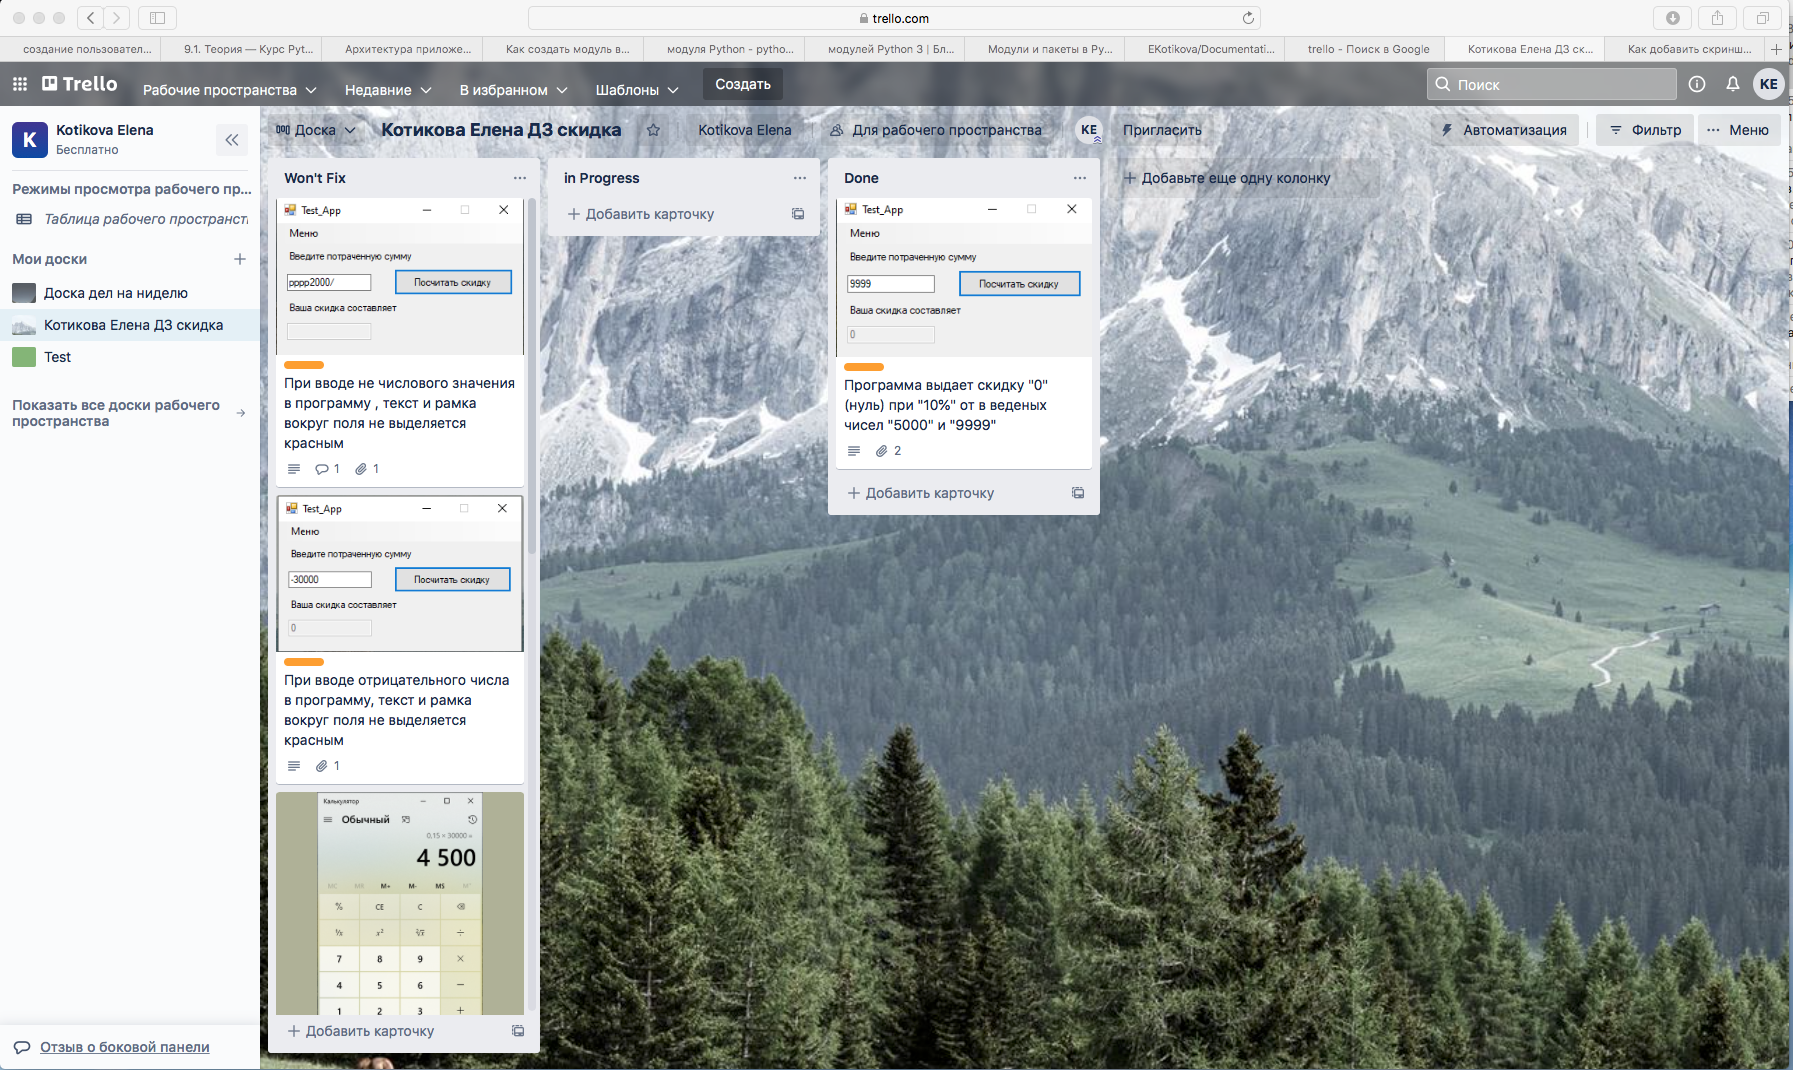 trello.com
создание пользовател...
9.1. Теория — Курс Pyt...
Архитектура приложе...
Как создать модуль в...
модуля Python - pytho...
модулей Python 3 | Бл...
Модули и пакеты в Py...
EKotikova/Documentati...
trello - Поиск в Google
Котикова Елена ДЗ ск...
Как добавить скринш...
Trello
Рабочие пространства
Недавние
В избранном
Шаблоны
Создать
Поиск
KE
K
Kotikova Elena
Бесплатно
Доска
Котикова Елена ДЗ скидка
Kotikova Elena
Для рабочего пространства
KE
Пригласить
Автоматизация
Фильтр
Меню
Режимы просмотра рабочего пр...
Таблица рабочего пространст
Мои доски
Доска дел на ниделю
Котикова Елена ДЗ скидка
Test
Показать все доски рабочего
пространства
Отзыв о боковой панели
Won't Fix
Test_App
Меню
Введите потраченную сумму
pppp2000/
Посчитать скидку
Ваша скидка составляет
При вводе не числового значения
в программу , текст и рамка
вокруг поля не выделяется
красным
1
1
Test_App
Меню
Введите потраченную сумму
-30000
Посчитать скидку
Ваша скидка составляет
0
При вводе отрицательного числа
в программу, текст и рамка
вокруг поля не выделяется
красным
1
Калькулятор
Обычный
0,15 × 30000 =
4 500
MC MR M+ M- MS
% CE C
7 8 9 ×
4 5 6 −
1 2 3 +
Добавить карточку
in Progress
Добавить карточку
Done
Test_App
Меню
Введите потраченную сумму
9999
Посчитать скидку
Ваша скидка составляет
0
Программа выдает скидку "0"
(нуль) при "10%" от в веденых
чисел "5000" и "9999"
2
Добавить карточку
Добавьте еще одну колонку